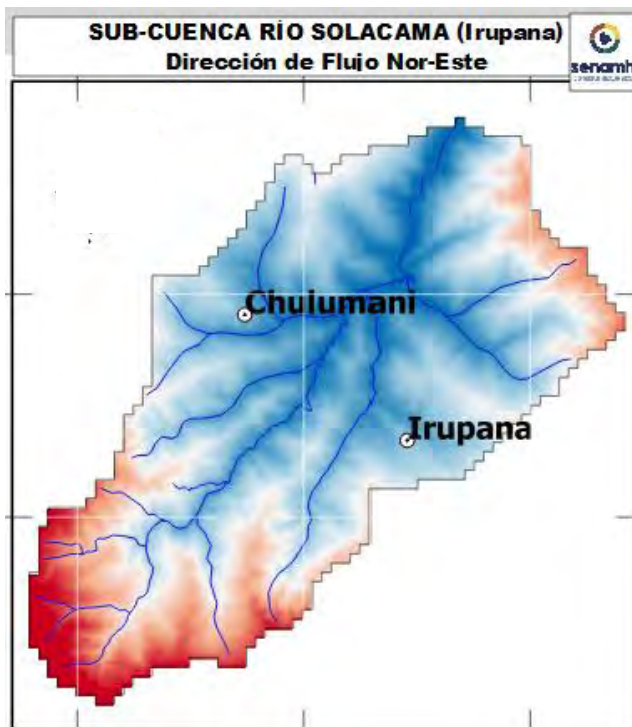 SUB-CUENCA RÍO SOLACAMA (Irupana)
Dirección de Flujo Nor-Este
senamhi
Chulumani
Irupana